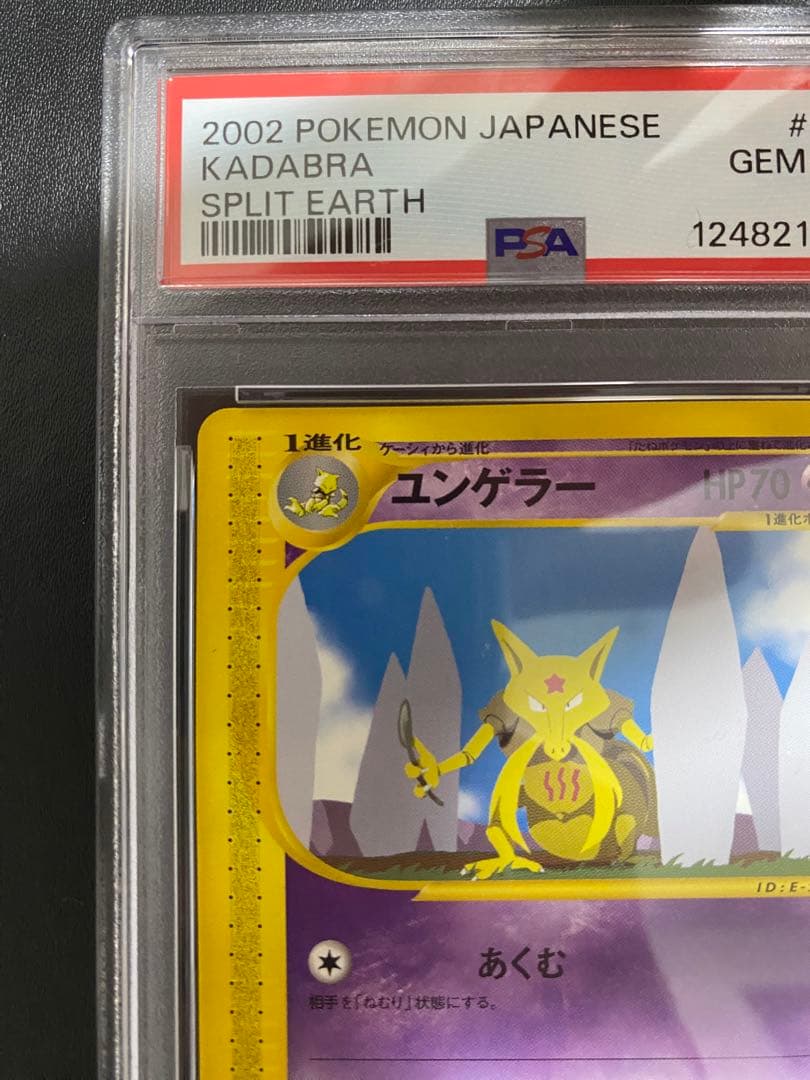 2002 POKEMON JAPANESE #
KADABRA GEM
SPLIT EARTH
PSA 124821
1進化 ケーシィから進化
ユンゲラー HP70
1進化
ID:E-
あくむ
相手を「ねむり」状態にする。